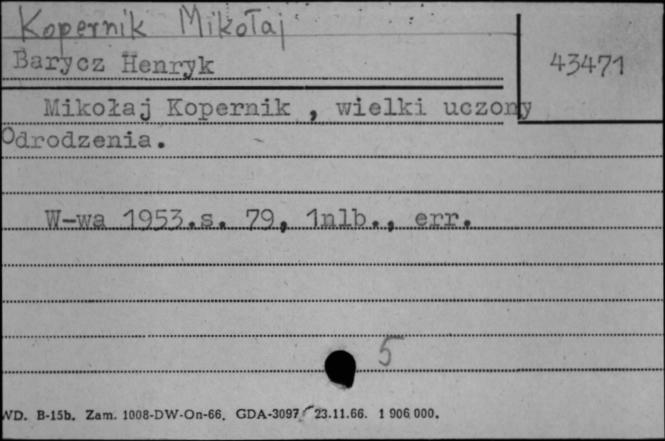 Kopernik Mikołaj
Barycz Henryk
43471
Mikołaj Kopernik , wielki uczony
Odrodzenia.
W-wa 1953.s. 79, 1nlb., err.
5
WD. B-15b. Zam. 1008-DW-On-66. GDA-3097 23.11.66. 1 906 000.